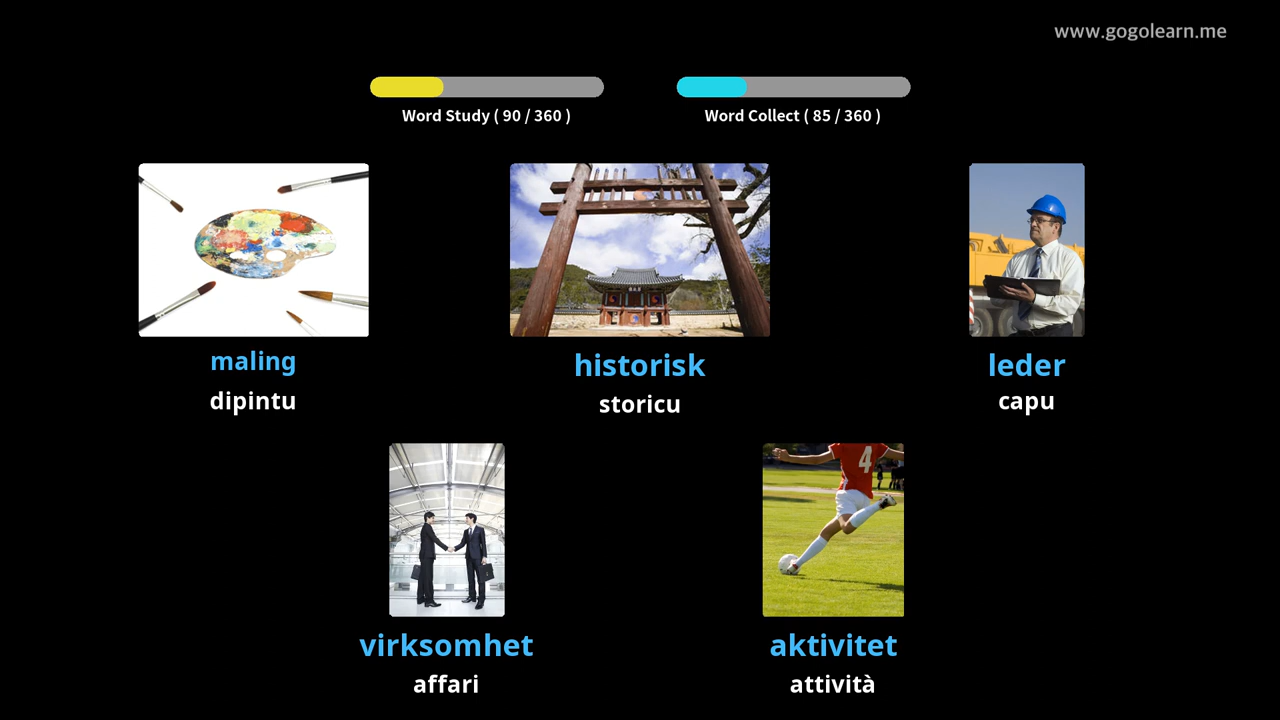 www.gogolearn.me
Word Study ( 90 / 360 )
Word Collect ( 85 / 360 )
maling
dipintu
historisk
storicu
leder
capu
4
virksomhet
affari
aktivitet
attività